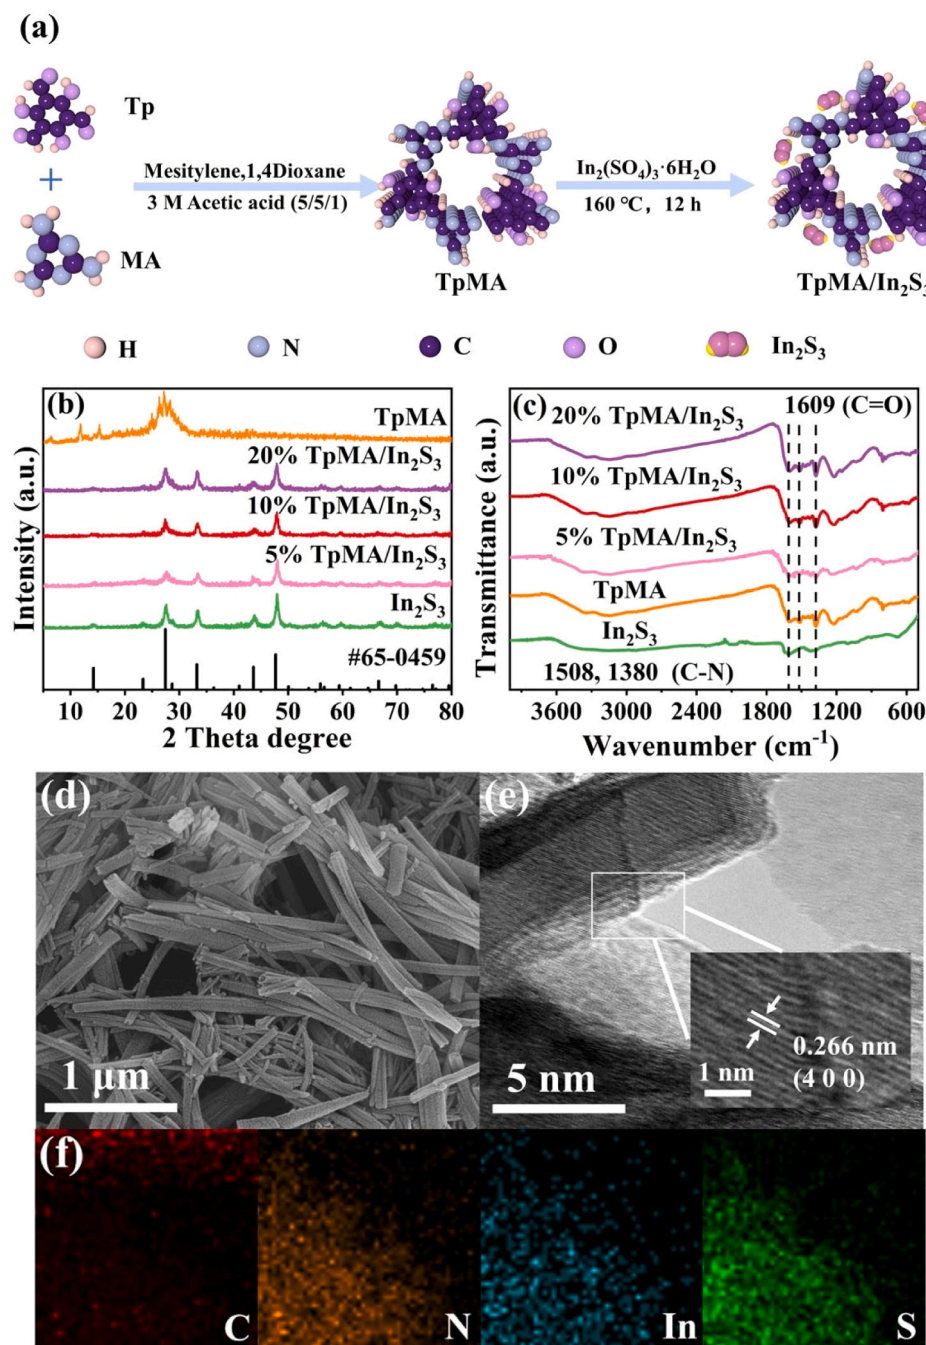 (a)
Tp
MA
Mesitylene,1,4Dioxane
3 M Acetic acid (5/5/1)
TpMA
In₂(SO₄)₃·6H₂O
160 °C, 12 h
TpMA/In₂S₃
H
N
C
O
In₂S₃
(b)
TpMA
20% TpMA/In₂S₃
10% TpMA/In₂S₃
5% TpMA/In₂S₃
In₂S₃
#65-0459
Intensity (a.u.)
10 20 30 40 50 60 70 80
2 Theta degree
(c)
1609 (C=O)
20% TpMA/In₂S₃
10% TpMA/In₂S₃
5% TpMA/In₂S₃
TpMA
In₂S₃
1508, 1380 (C-N)
Transmittance (a.u.)
3600 3000 2400 1800 1200 600
Wavenumber (cm⁻¹)
(d)
1 μm
(e)
5 nm
1 nm
0.266 nm
(4 0 0)
(f)
C
N
In
S